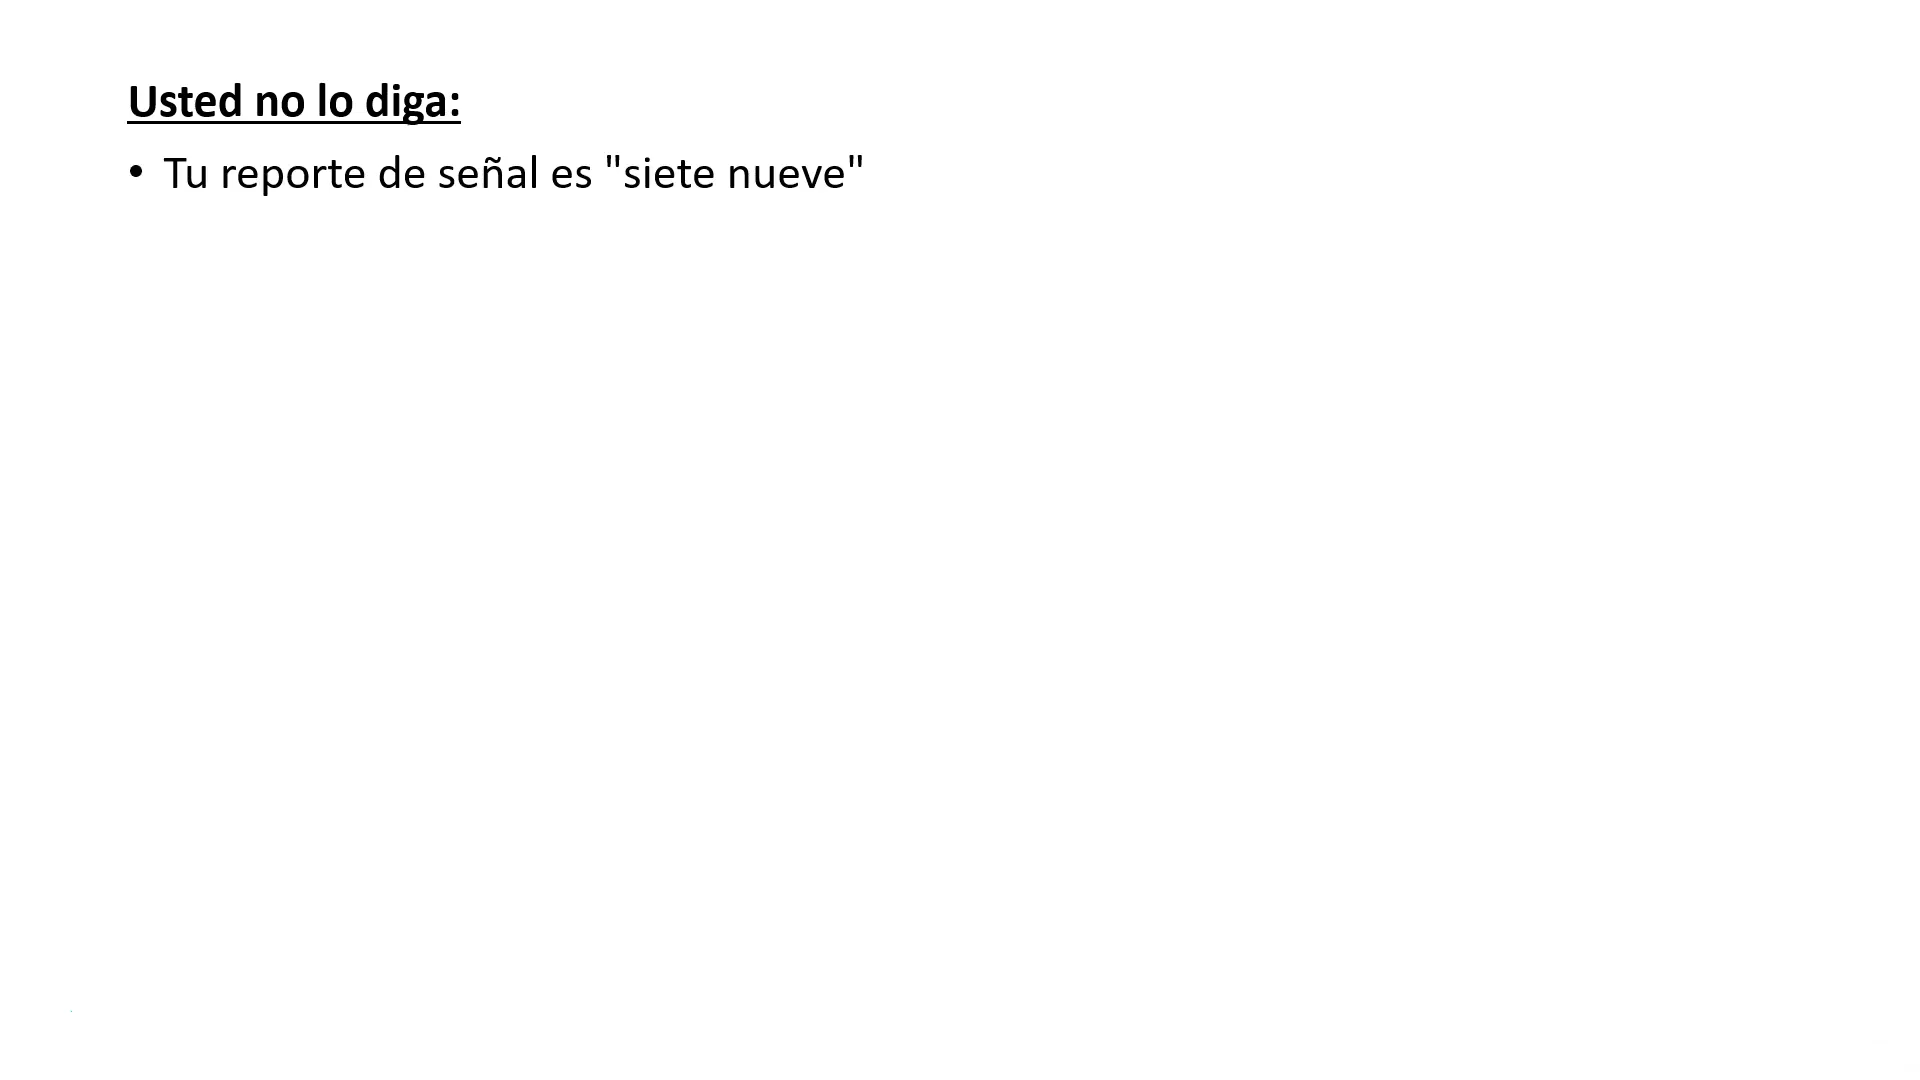 Usted no lo diga:
• Tu reporte de señal es "siete nueve"